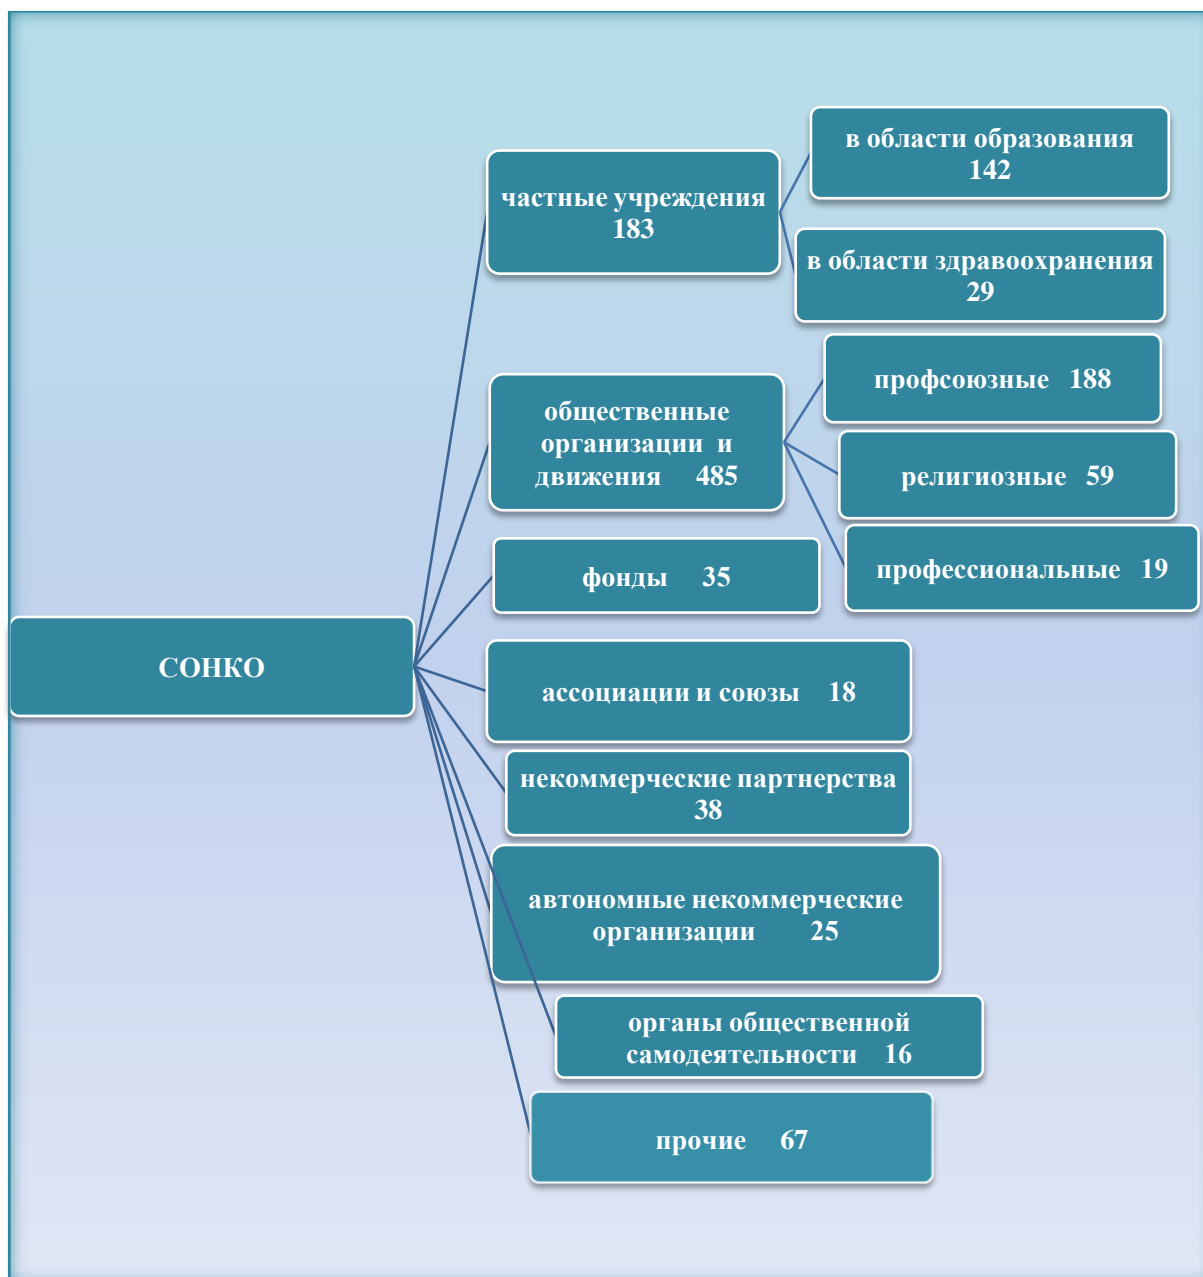 СОНКО
частные учреждения
183
в области образования
142
в области здравоохранения
29
общественные
организации и
движения 485
профсоюзные 188
религиозные 59
профессиональные 19
фонды 35
ассоциации и союзы 18
некоммерческие партнерства
38
автономные некоммерческие
организации 25
органы общественной
самодеятельности 16
прочие 67